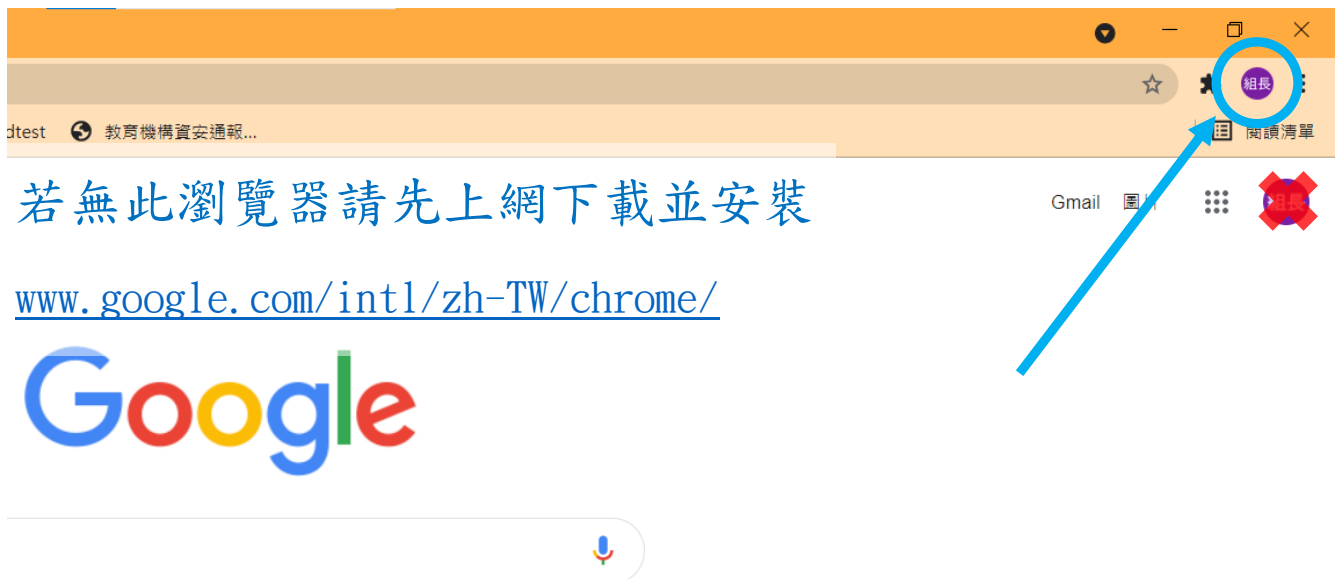 組長
dtest 教育機構資安通報... 閱讀清單
若無此瀏覽器請先上網下載並安裝
Gmail
www.google.com/intl/zh-TW/chrome/
Google